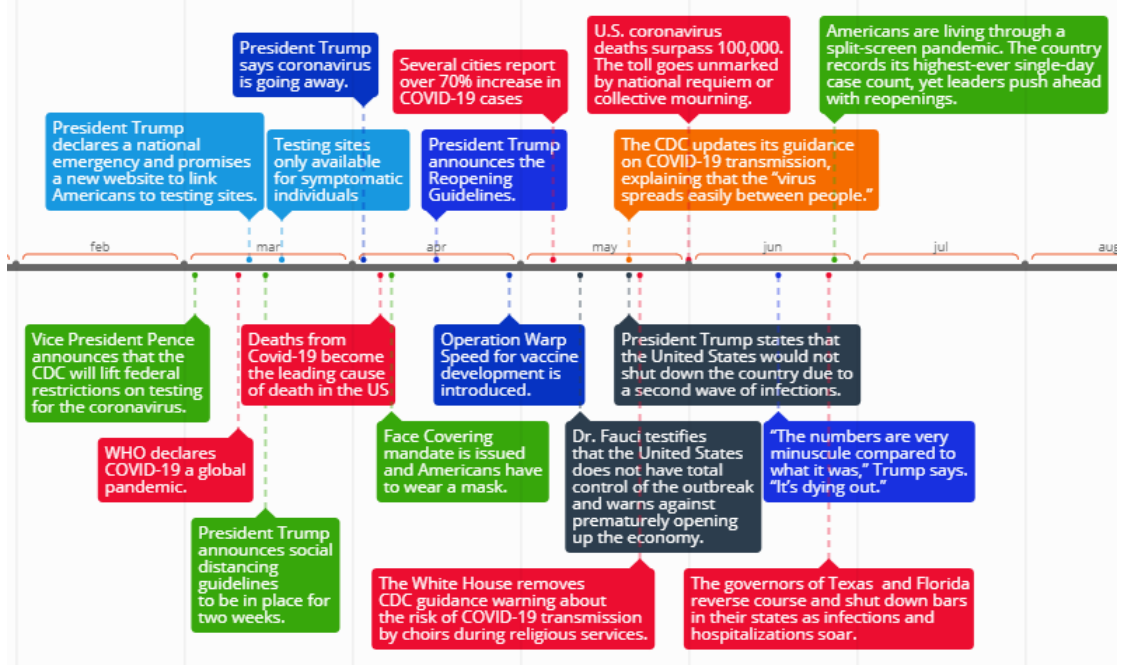 President Trump
says coronavirus
is going away.
Several cities report
over 70% increase in
COVID-19 cases
U.S. coronavirus
deaths surpass 100,000.
The toll goes unmarked
by national requiem or
collective mourning.
Americans are living through a
split-screen pandemic. The country
records its highest-ever single-day
case count, yet leaders push ahead
with reopenings.
President Trump
declares a national
emergency and promises
a new website to link
Americans to testing sites.
Testing sites
only available
for symptomatic
individuals
President Trump
announces the
Reopening
Guidelines.
The CDC updates its guidance
on COVID-19 transmission,
explaining that the “virus
spreads easily between people.”
feb
mar
apr
may
jun
jul
aug
Vice President Pence
announces that the
CDC will lift federal
restrictions on testing
for the coronavirus.
Deaths from
Covid-19 become
the leading cause
of death in the US
Operation Warp
Speed for vaccine
development is
introduced.
President Trump states that
the United States would not
shut down the country due to
a second wave of infections.
WHO declares
COVID-19 a global
pandemic.
Face Covering
mandate is issued
and Americans have
to wear a mask.
Dr. Fauci testifies
that the United States
does not have total
control of the outbreak
and warns against
prematurely opening
up the economy.
“The numbers are very
minuscule compared to
what it was,” Trump says.
“It’s dying out.”
President Trump
announces social
distancing
guidelines
to be in place for
two weeks.
The White House removes
CDC guidance warning about
the risk of COVID-19 transmission
by choirs during religious services.
The governors of Texas and Florida
reverse course and shut down bars
in their states as infections and
hospitalizations soar.